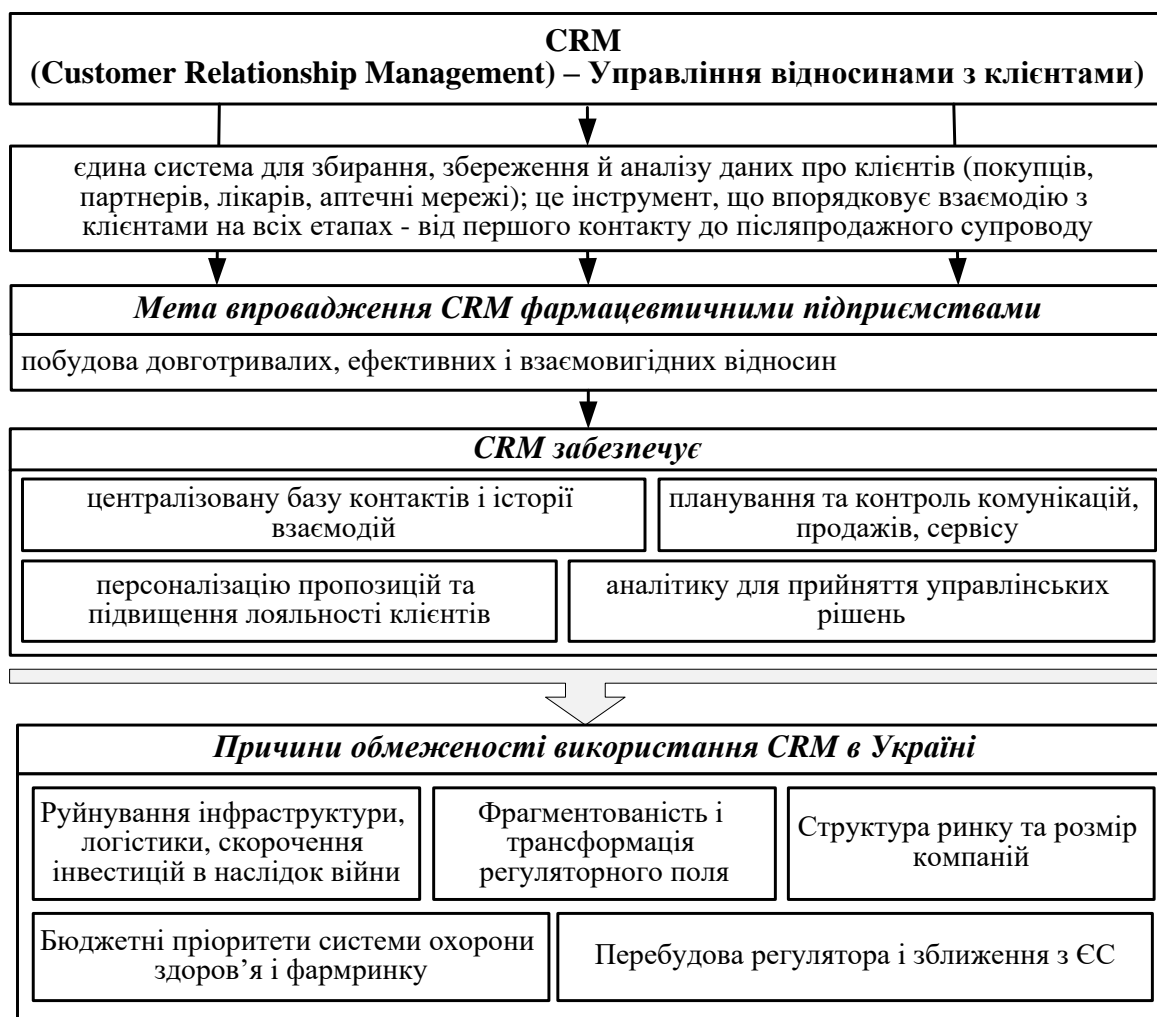 CRM
(Customer Relationship Management) – Управління відносинами з клієнтами)
єдина система для збирання, збереження й аналізу даних про клієнтів (покупців,
партнерів, лікарів, аптечні мережі); це інструмент, що впорядковує взаємодію з
клієнтами на всіх етапах - від першого контакту до післяпродажного супроводу
Мета впровадження CRM фармацевтичними підприємствами
побудова довготривалих, ефективних і взаємовигідних відносин
CRM забезпечує
централізовану базу контактів і історії
взаємодій
планування та контроль комунікацій,
продажів, сервісу
персоналізацію пропозицій та
підвищення лояльності клієнтів
аналітику для прийняття управлінських
рішень
Причини обмеженості використання CRM в Україні
Руйнування інфраструктури,
логістики, скорочення
інвестицій в наслідок війни
Фрагментованість і
трансформація
регуляторного поля
Структура ринку та розмір
компаній
Бюджетні пріоритети системи охорони
здоров’я і фармринку
Перебудова регулятора і зближення з ЄС